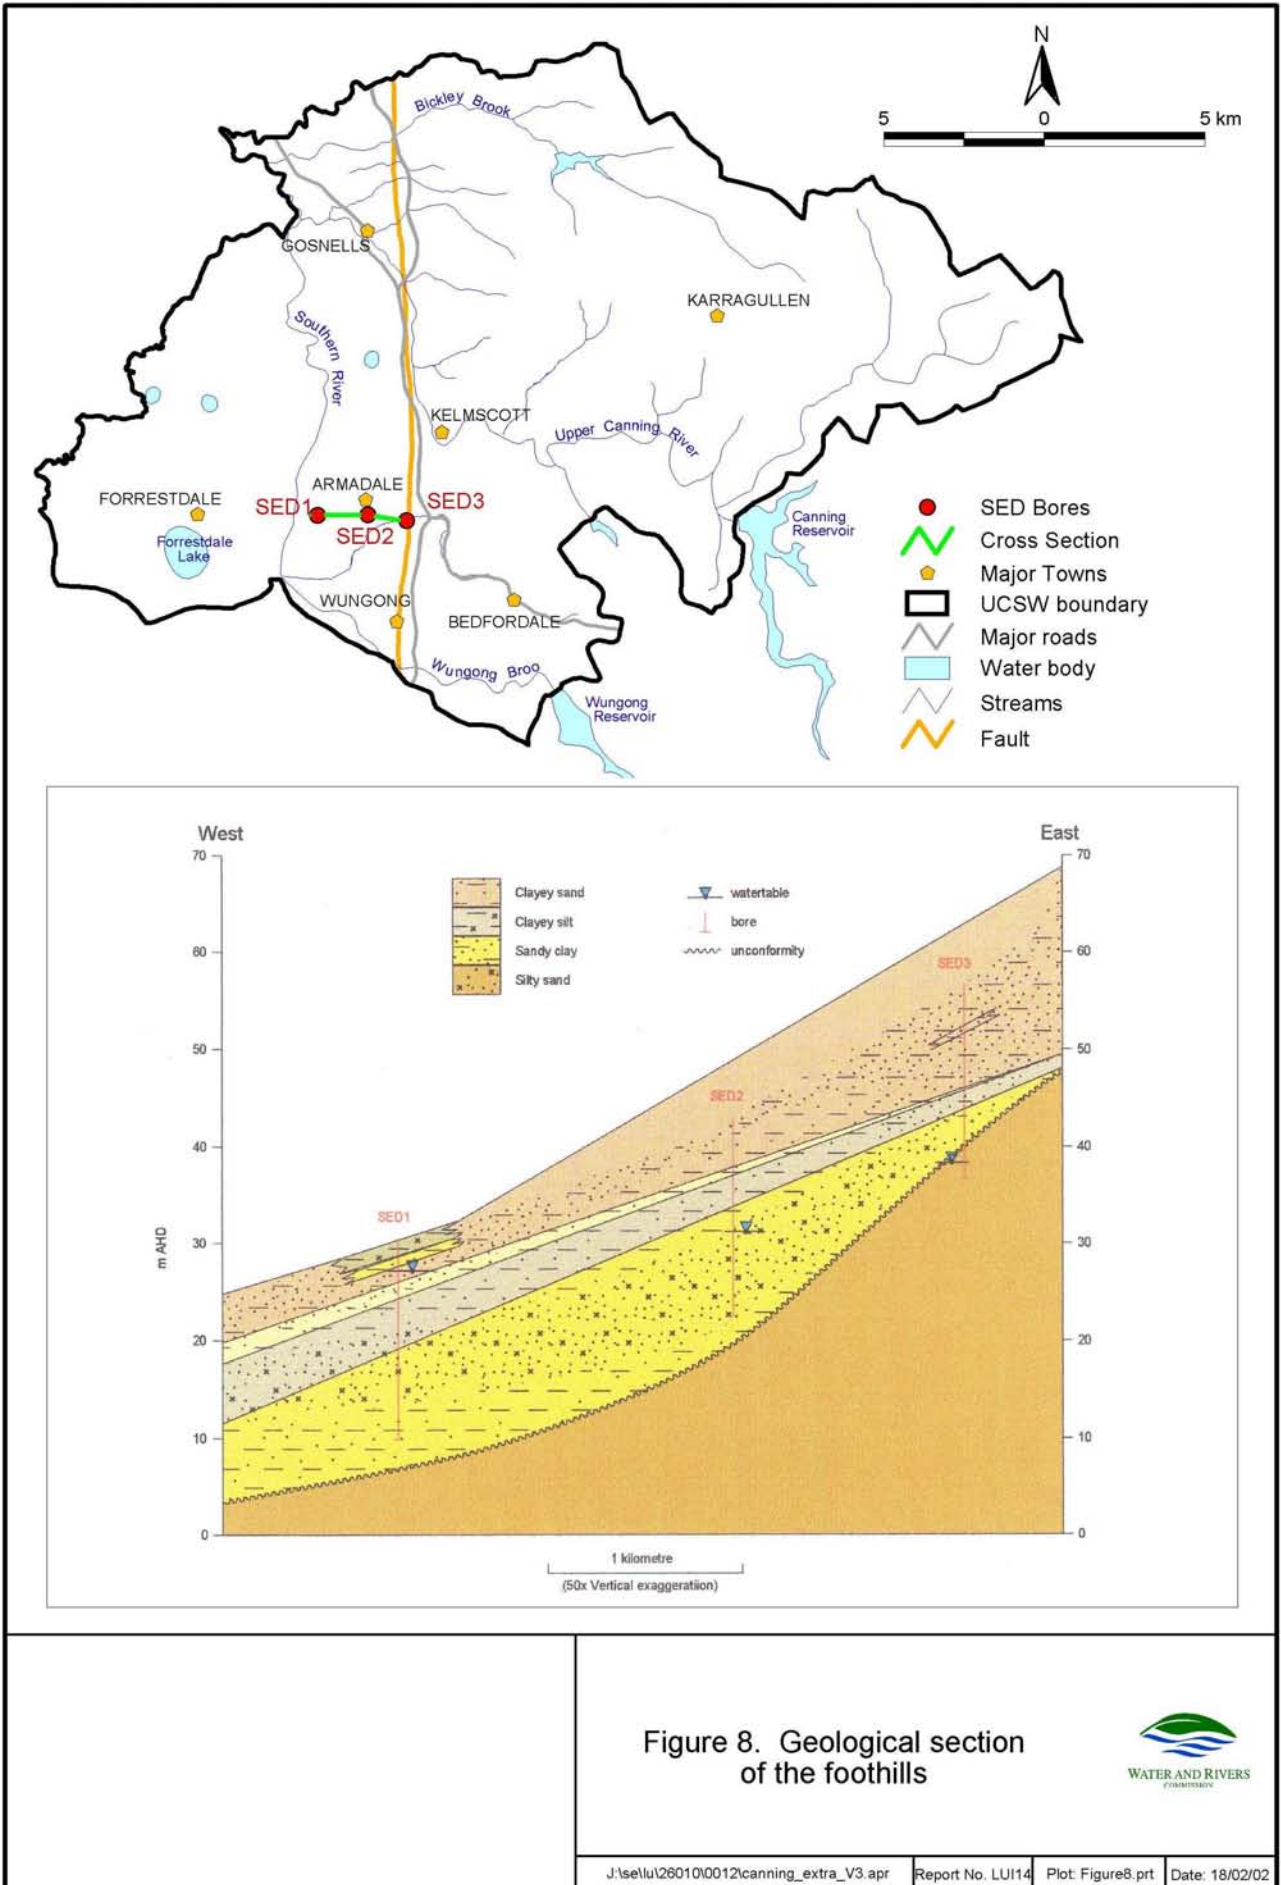 N
5 0 5 km
Bickley Brook
GOSNELLS
Southern River
KARRAGULLEN
KELMSCOTT
Upper Canning River
FORRESTDALE
ARMADALE
SED1
SED2
SED3
Forrestdale
Lake
Canning
Reservoir
WUNGONG
BEDFORDALE
Wungong Broo
Wungong
Reservoir
SED Bores
Cross Section
Major Towns
UCSW boundary
Major roads
Water body
Streams
Fault
West East
70 70
Clayey sand watertable
Clayey silt bore
Sandy clay unconformity
Silty sand
60 60
SED3
50 50
SED2
40 40
SED1
m AHD
30 30
20 20
10 10
0 0
1 kilometre
(50x Vertical exaggeratiion)
Figure 8. Geological section
of the foothills
WATER AND RIVERS
COMMISSION
J:\se\lu\26010\0012\canning_extra_V3.apr Report No. LUI14 Plot: Figure8.prt Date: 18/02/02